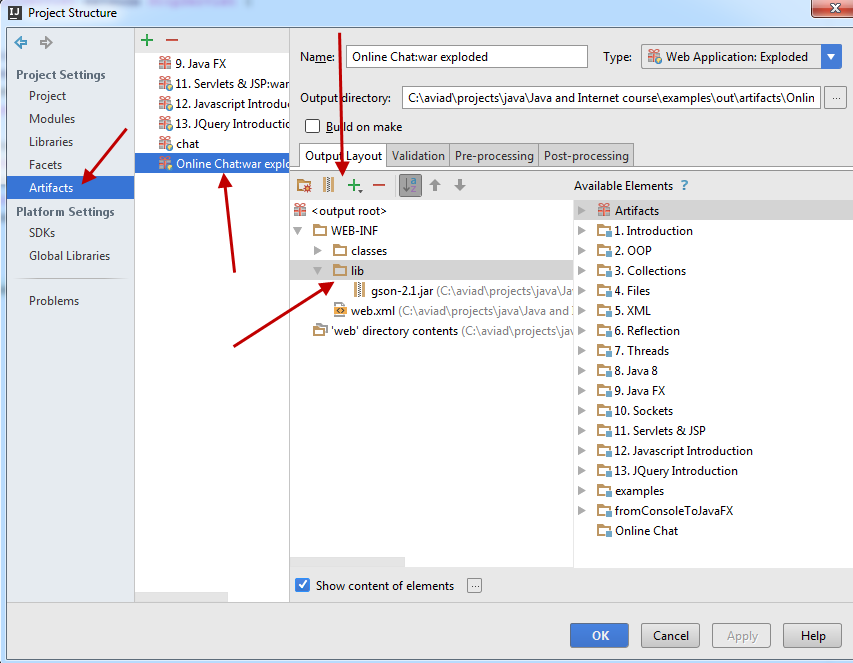 Project Structure
Project Settings
Project
Modules
Libraries
Facets
Artifacts
Platform Settings
SDKs
Global Libraries
Problems
9. Java FX
11. Servlets & JSP:war
12. Javascript Introdu
13. JQuery Introductio
chat
Online Chat:war explo
Name: Online Chat:war exploded Type: Web Application: Exploded
Output directory: C:\aviad\projects\java\Java and Internet course\examples\out\artifacts\Onlin ...
Build on make
Output Layout Validation Pre-processing Post-processing
<output root>
WEB-INF
classes
lib
gson-2.1.jar (C:\aviad\projects\java\Ja
web.xml (C:\aviad\projects\java\Java and
'web' directory contents (C:\aviad\projects\jav
Available Elements ?
Artifacts
1. Introduction
2. OOP
3. Collections
4. Files
5. XML
6. Reflection
7. Threads
8. Java 8
9. Java FX
10. Sockets
11. Servlets & JSP
12. Javascript Introduction
13. JQuery Introduction
examples
fromConsoleToJavaFX
Online Chat
Show content of elements ...
OK Cancel Apply Help